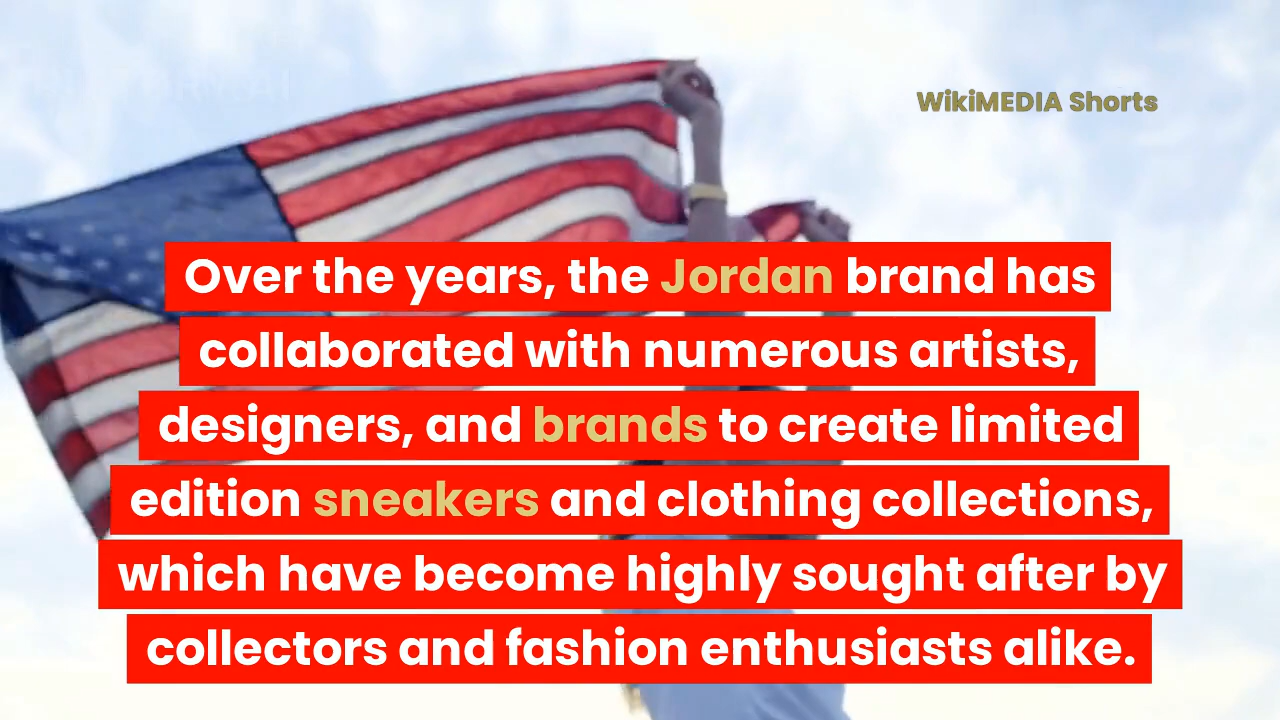 WikiMEDIA Shorts
Over the years, the Jordan brand has
collaborated with numerous artists,
designers, and brands to create limited
edition sneakers and clothing collections,
which have become highly sought after by
collectors and fashion enthusiasts alike.